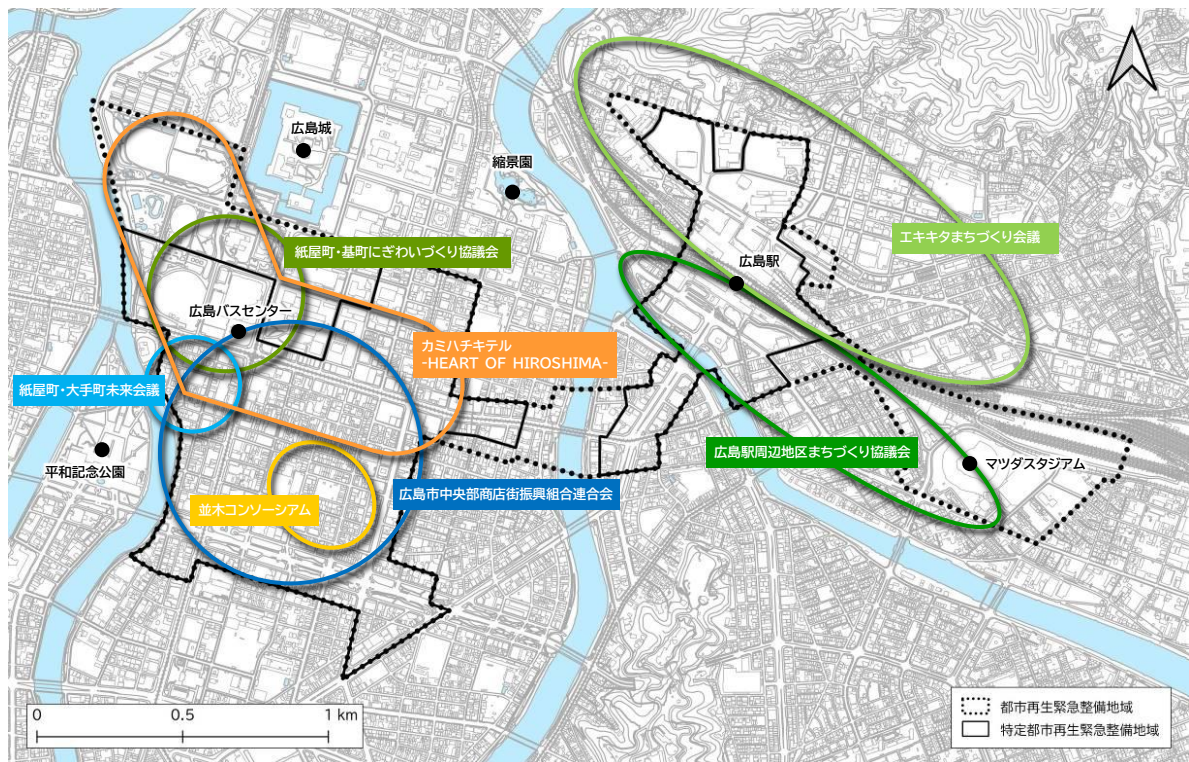 広島城
縮景園
紙屋町・基町にぎわいづくり協議会
エキキタまちづくり会議
広島駅
広島バスセンター
カミハチキテル
-HEART OF HIROSHIMA-
紙屋町・大手町未来会議
平和記念公園
広島駅周辺地区まちづくり協議会
マツダスタジアム
広島市中央部商店街振興組合連合会
並木コンソーシアム
0 0.5 1 km
都市再生緊急整備地域
特定都市再生緊急整備地域